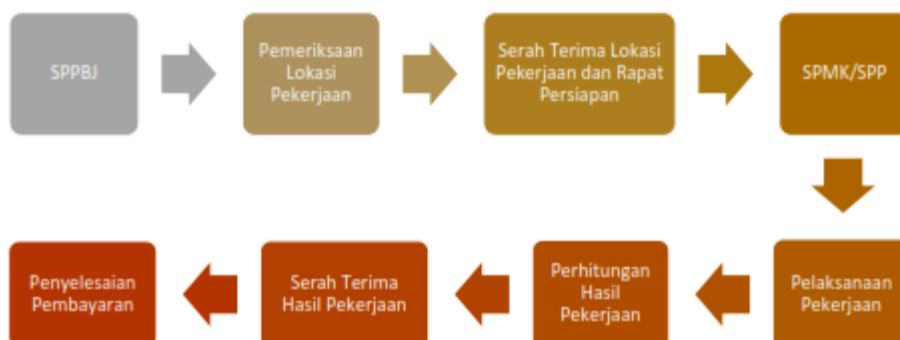 SPPBJ
Pemeriksaan
Lokasi
Pekerjaan
Serah Terima Lokasi
Pekerjaan dan Rapat
Persiapan
SPMK/SPP
Pelaksanaan
Pekerjaan
Perhitungan
Hasil
Pekerjaan
Serah Terima
Hasil Pekerjaan
Penyelesaian
Pembayaran